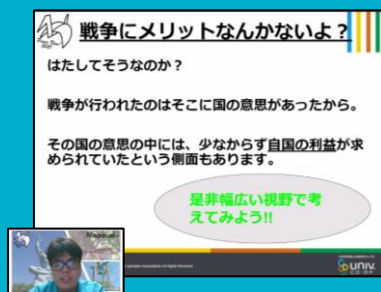 戦争にメリットなんかないよ？
はたしてそうなのか？
戦争が行われたのはそこに国の意思があったから。
その国の意思の中には、少なからず自国の利益が求
められていたという側面もあります。
是非幅広い視野で考
えてみよう!!
univ.
CO-OP